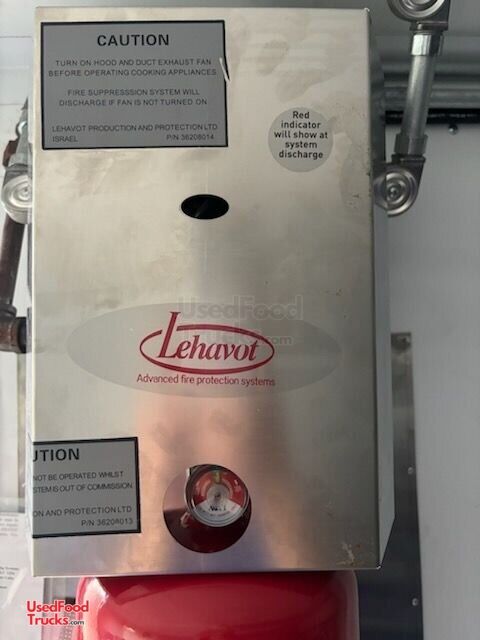 CAUTION
TURN ON HOOD AND DUCT EXHAUST FAN
BEFORE OPERATING COOKING APPLIANCES
FIRE SUPPRESSSION SYSTEM WILL
DISCHARGE IF FAN IS NOT TURNED ON
LEHAVOT PRODUCTION AND PROTECTION LTD
ISRAEL P/N 36208014
Red
indicator
will show at
system
discharge
UsedFood
Trucks.com
Lehavot
Advanced fire protection systems
UTION
NOT BE OPERATED WHILST
STEM IS OUT OF COMMISSION
ON AND PROTECTION LTD
P/N 36208013
UsedFood
Trucks.com